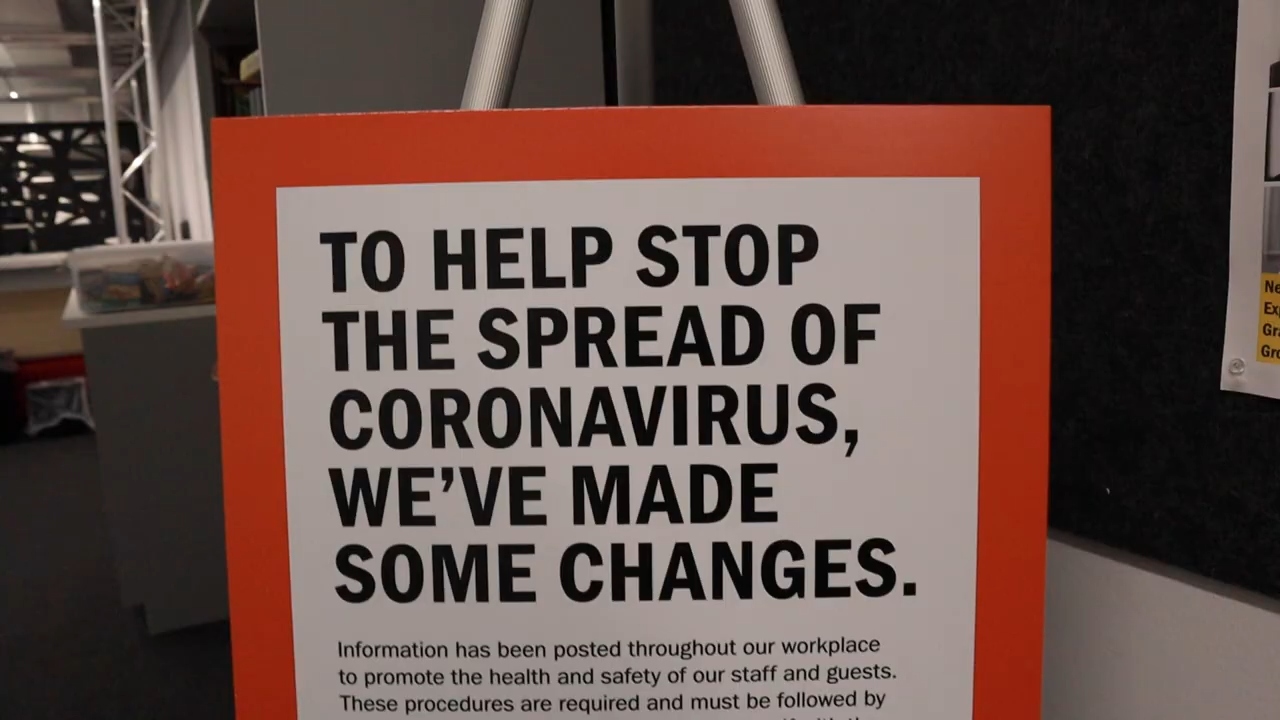 TO HELP STOP
THE SPREAD OF
CORONAVIRUS,
WE'VE MADE
SOME CHANGES.
Information has been posted throughout our workplace
to promote the health and safety of our staff and guests.
These procedures are required and must be followed by